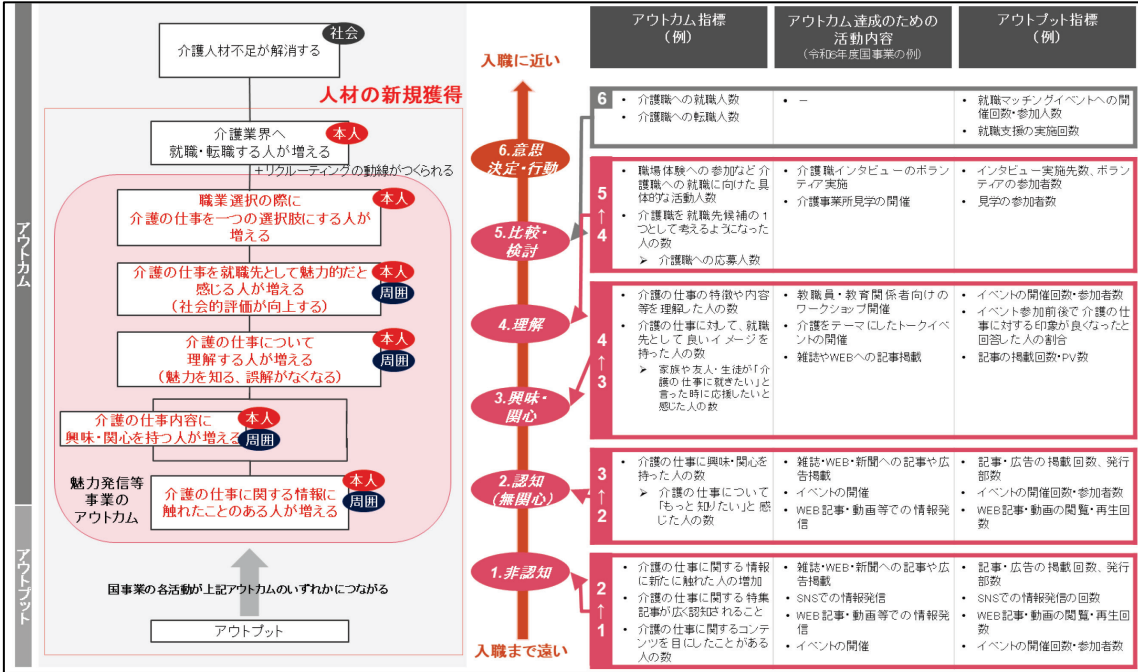 社会
介護人材不足が解消する
人材の新規獲得
本人
介護業界へ
就職・転職する人が増える
+リクルーティングの動線がつくられる
本人
職業選択の際に
介護の仕事を一つの選択肢にする人が
増える
本人
周囲
介護の仕事を就職先として魅力的だと
感じる人が増える
(社会的評価が向上する)
本人
周囲
介護の仕事について
理解する人が増える
(魅力を知る、誤解がなくなる)
本人
周囲
介護の仕事内容に
興味・関心を持つ人が増える
魅力発信等
事業の
アウトカム
本人
周囲
介護の仕事に関する情報に
触れたことのある人が増える
国事業の各活動が上記アウトカムのいずれかにつながる
アウトプット
アウトカム
アウトプット
入職に近い
6.意思
決定・行動
5.比較・
検討
4.理解
3.興味・
関心
2.認知
(無関心)
1.非認知
入職まで遠い
アウトカム指標
(例)
アウトカム達成のための
活動内容
(令和6年度国事業の例)
アウトプット指標
(例)
6
• 介護職への就職人数
• 介護職への転職人数
• －
• 就職マッチングイベントへの開
催回数・参加人数
• 就職支援の実施回数
5
↑
4
• 職場体験への参加など介
護職への就職に向けた具
体的な活動人数
• 介護職を就職先候補の1
つとして考えるようになった
人の数
➢ 介護職への応募人数
• 介護職インタビューのボラン
ティア実施
• 介護事業所見学の開催
• インタビュー実施先数、ボラン
ティアの参加者数
• 見学の参加者数
4
↑
3
• 介護の仕事の特徴や内容
等を理解した人の数
• 介護の仕事に対して、就職
先として良いイメージを
持った人の数
➢ 家族や友人・生徒が「介
護の仕事に就きたい」と
言った時に応援したいと
感じた人の数
• 教職員・教育関係者向けの
ワークショップ開催
• 介護をテーマにしたトークイベ
ントの開催
• 雑誌やWEBへの記事掲載
• イベントの開催回数・参加者数
• イベント参加前後で介護の仕
事に対する印象が良くなったと
回答した人の割合
• 記事の掲載回数・PV数
3
↑
2
• 介護の仕事に興味・関心を
持った人の数
➢ 介護の仕事について
「もっと知りたい」と感
じた人の数
• 雑誌・WEB・新聞への記事や広
告掲載
• イベントの開催
• WEB記事・動画等での情報発
信
• 記事・広告の掲載回数、発行
部数
• イベントの開催回数・参加者数
• WEB記事・動画の閲覧・再生回
数
2
↑
1
• 介護の仕事に関する情報
に新たに触れた人の増加
• 介護の仕事に関する特集
記事が広く認知されること
• 介護の仕事に関するコンテン
ツを目にしたことがある
人の数
• 雑誌・WEB・新聞への記事や広
告掲載
• SNSでの情報発信
• WEB記事・動画等での情報発
信
• イベントの開催
• 記事・広告の掲載回数、発行
部数
• SNSでの情報発信の回数
• WEB記事・動画の閲覧・再生回
数
• イベントの開催回数・参加者数